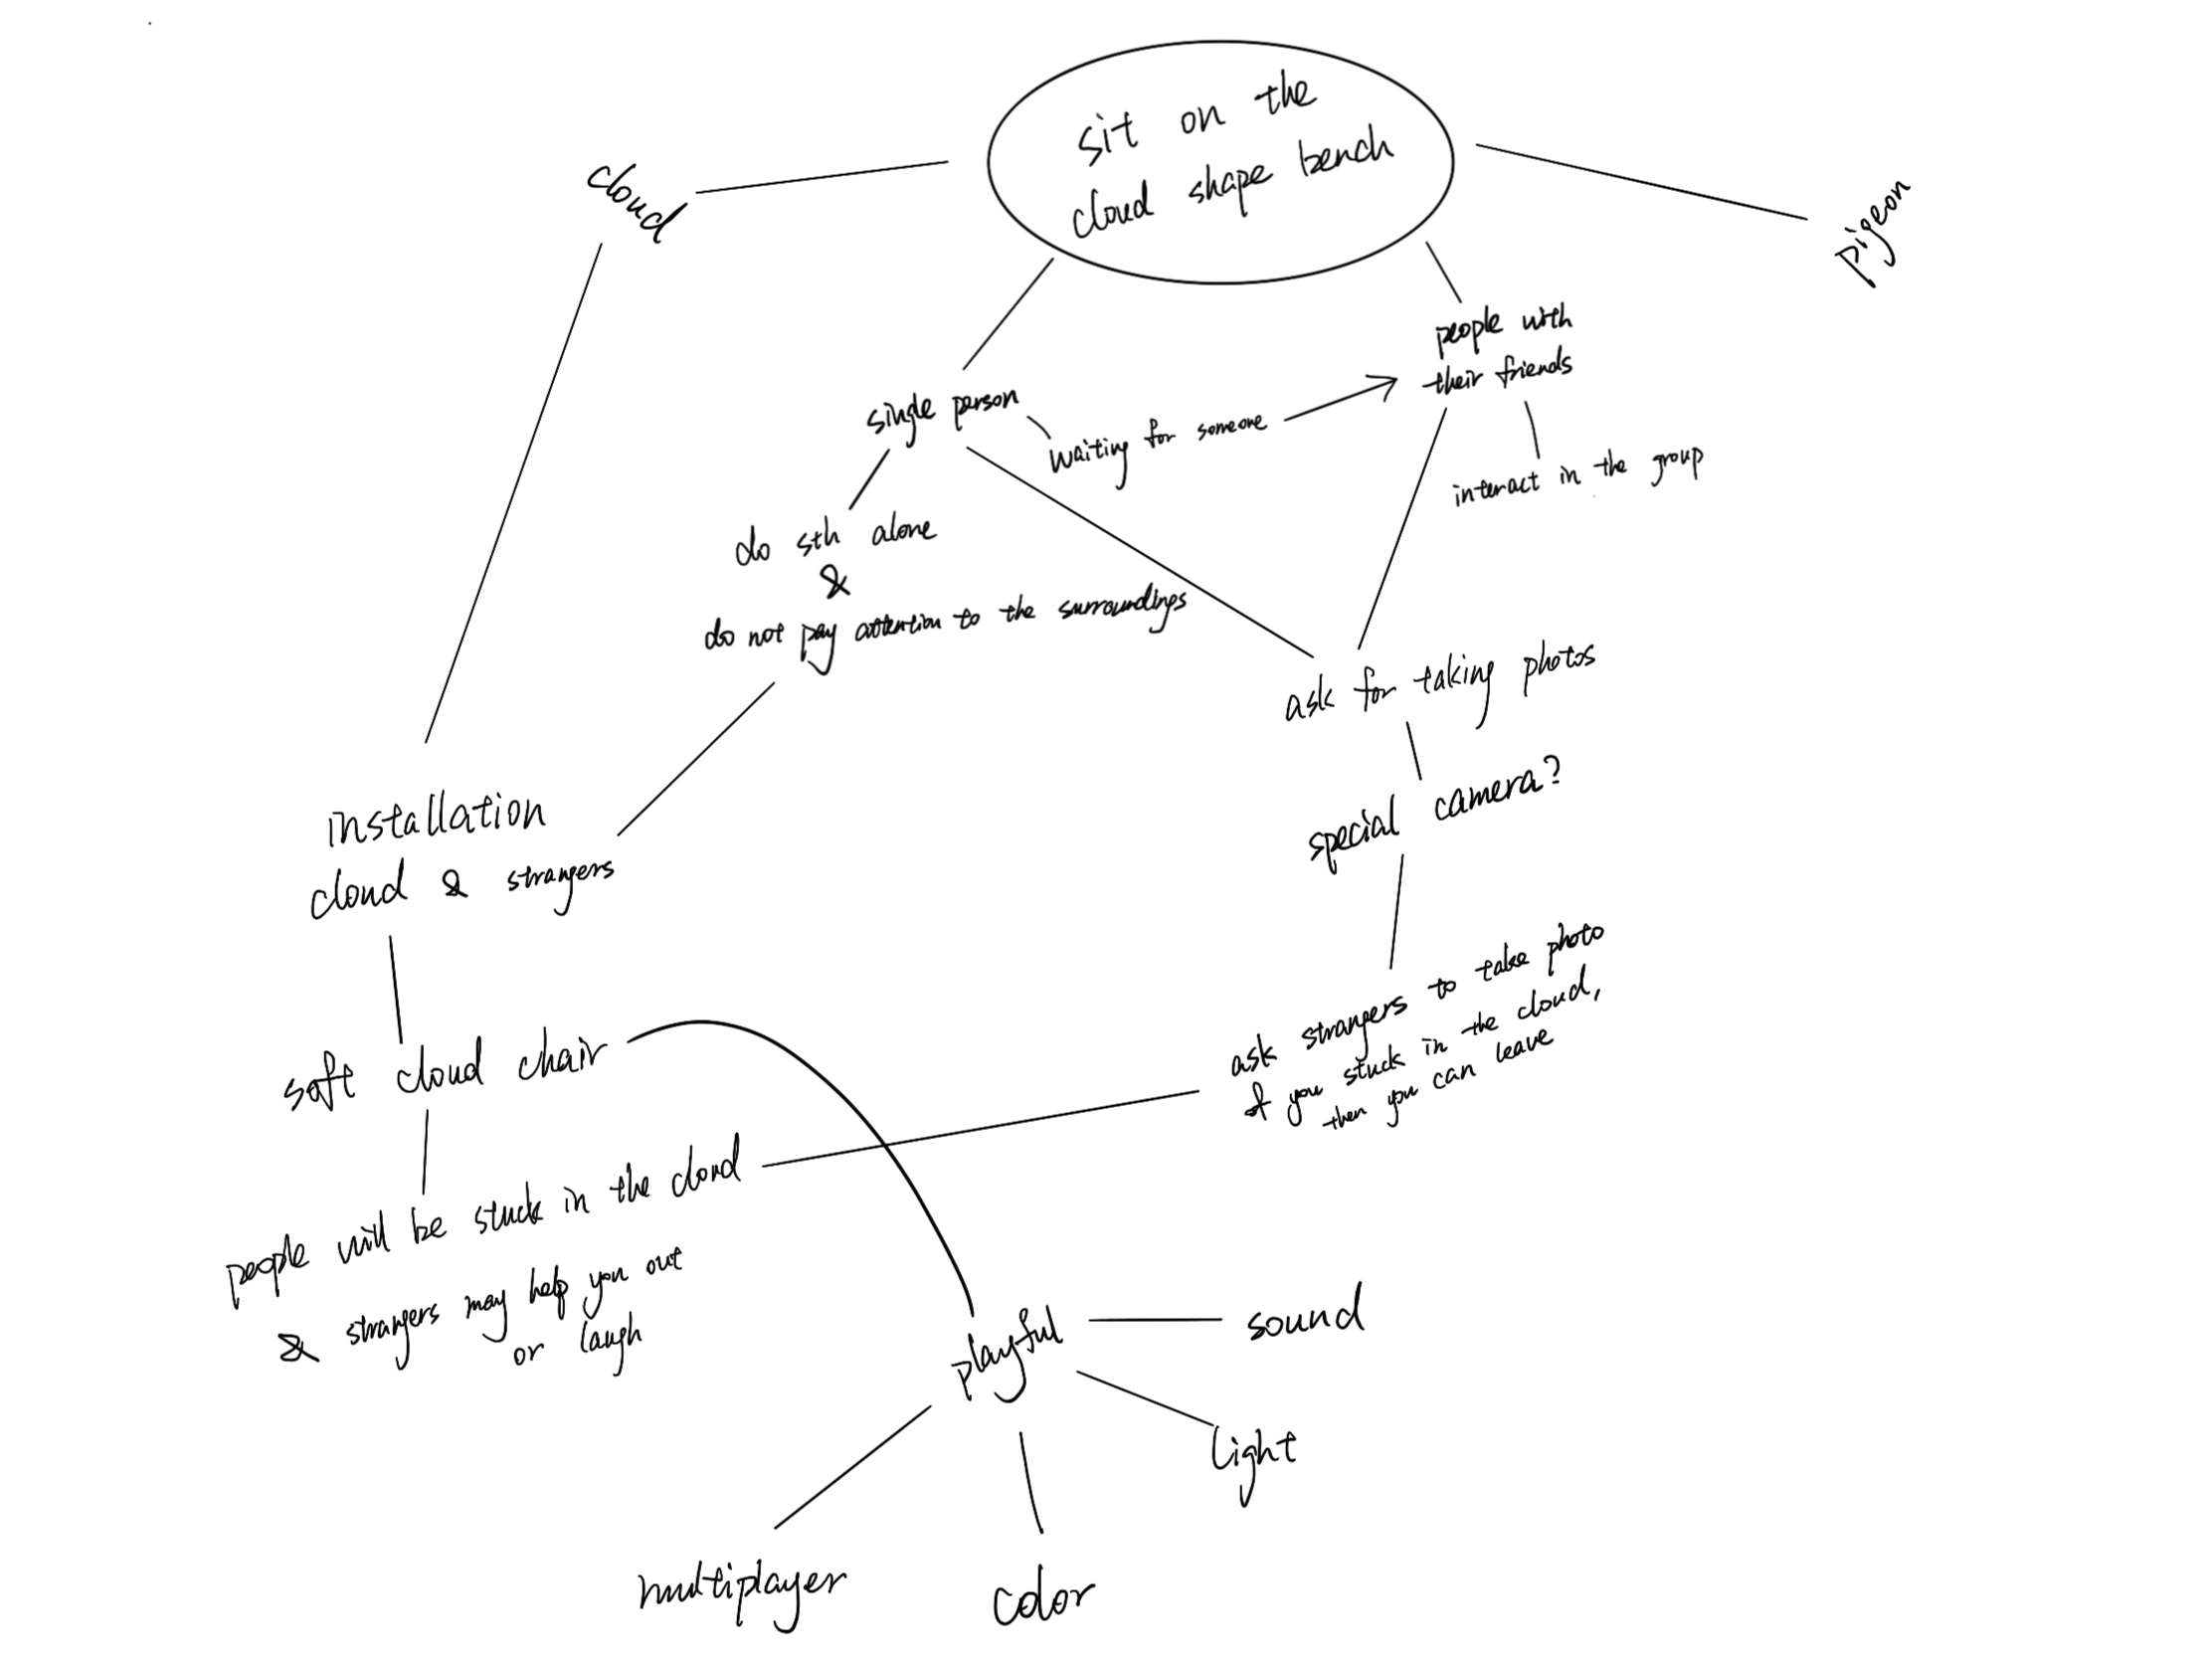 sit on the
cloud shape bench
cloud
pigeon
people with
their friends
single person
waiting for someone
interact in the group
do sth alone
&
do not pay attention to the surroundings
ask for taking photos
special camera?
installation
cloud & strangers
ask strangers to take photo
if you stuck in the cloud,
then you can leave
soft cloud chair
people will be stuck in the cloud
& strangers may help you out
or laugh
playful
sound
light
multiplayer
color